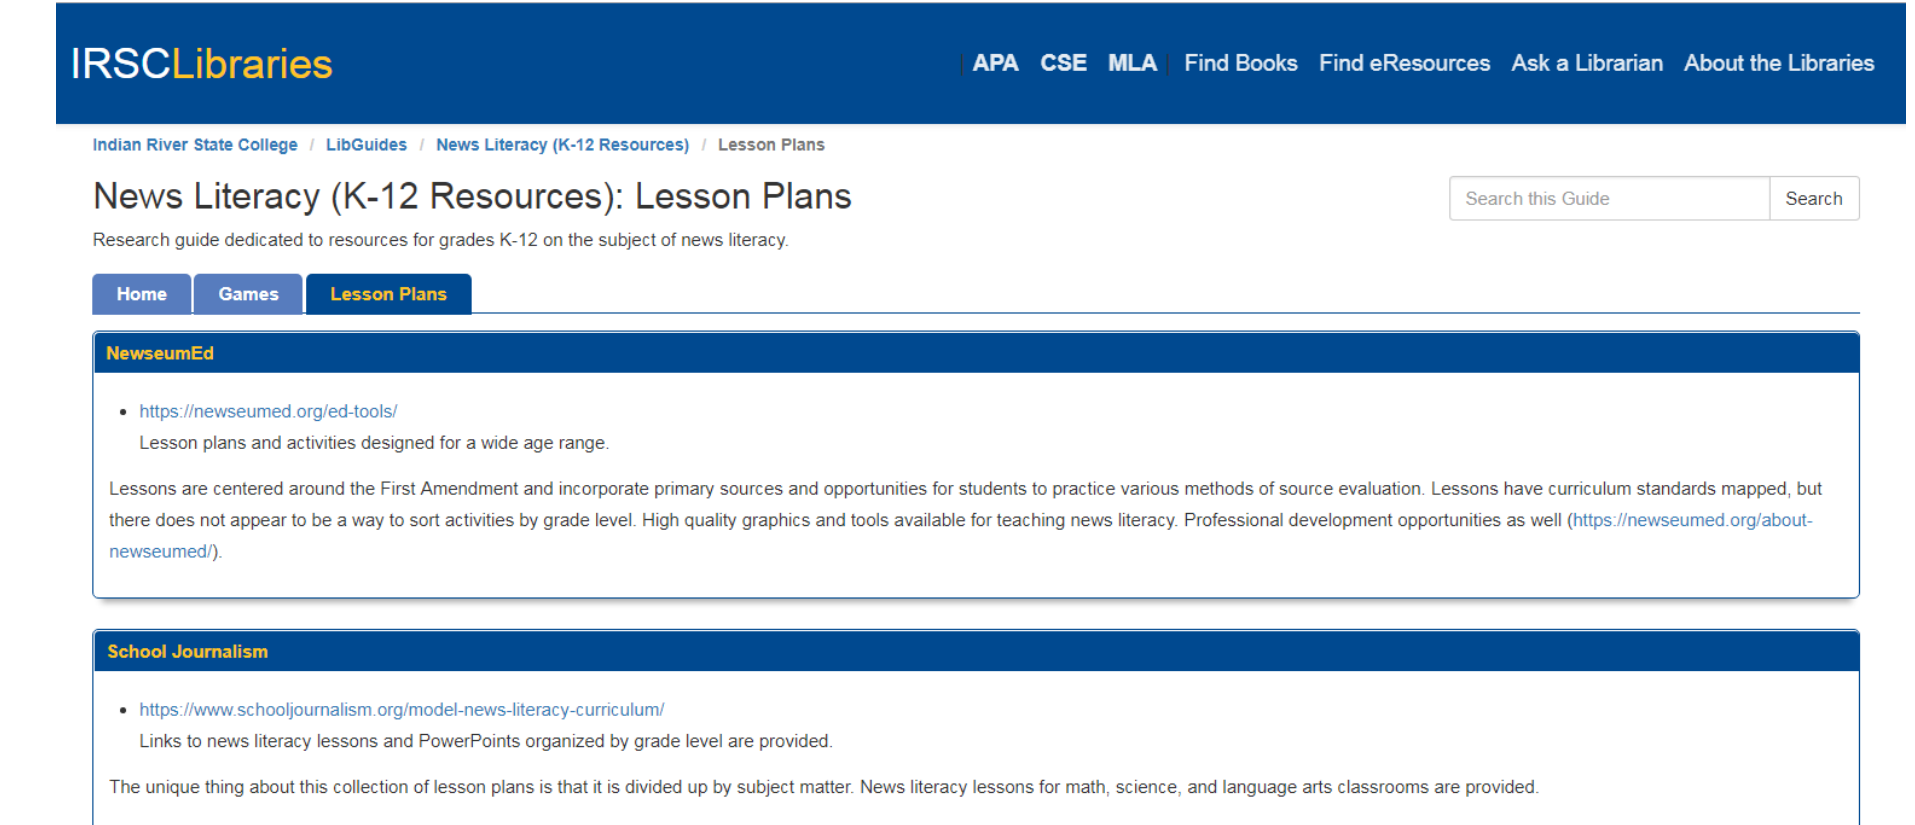 IRSCLibraries
APA CSE MLA Find Books Find eResources Ask a Librarian About the Libraries
Indian River State College / LibGuides / News Literacy (K-12 Resources) / Lesson Plans
News Literacy (K-12 Resources): Lesson Plans
Search this Guide Search
Research guide dedicated to resources for grades K-12 on the subject of news literacy.
Home Games Lesson Plans
NewseumEd
• https://newseumed.org/ed-tools/
Lesson plans and activities designed for a wide age range.
Lessons are centered around the First Amendment and incorporate primary sources and opportunities for students to practice various methods of source evaluation. Lessons have curriculum standards mapped, but
there does not appear to be a way to sort activities by grade level. High quality graphics and tools available for teaching news literacy. Professional development opportunities as well (https://newseumed.org/about-
newseumed/).
School Journalism
• https://www.schooljournalism.org/model-news-literacy-curriculum/
Links to news literacy lessons and PowerPoints organized by grade level are provided.
The unique thing about this collection of lesson plans is that it is divided up by subject matter. News literacy lessons for math, science, and language arts classrooms are provided.